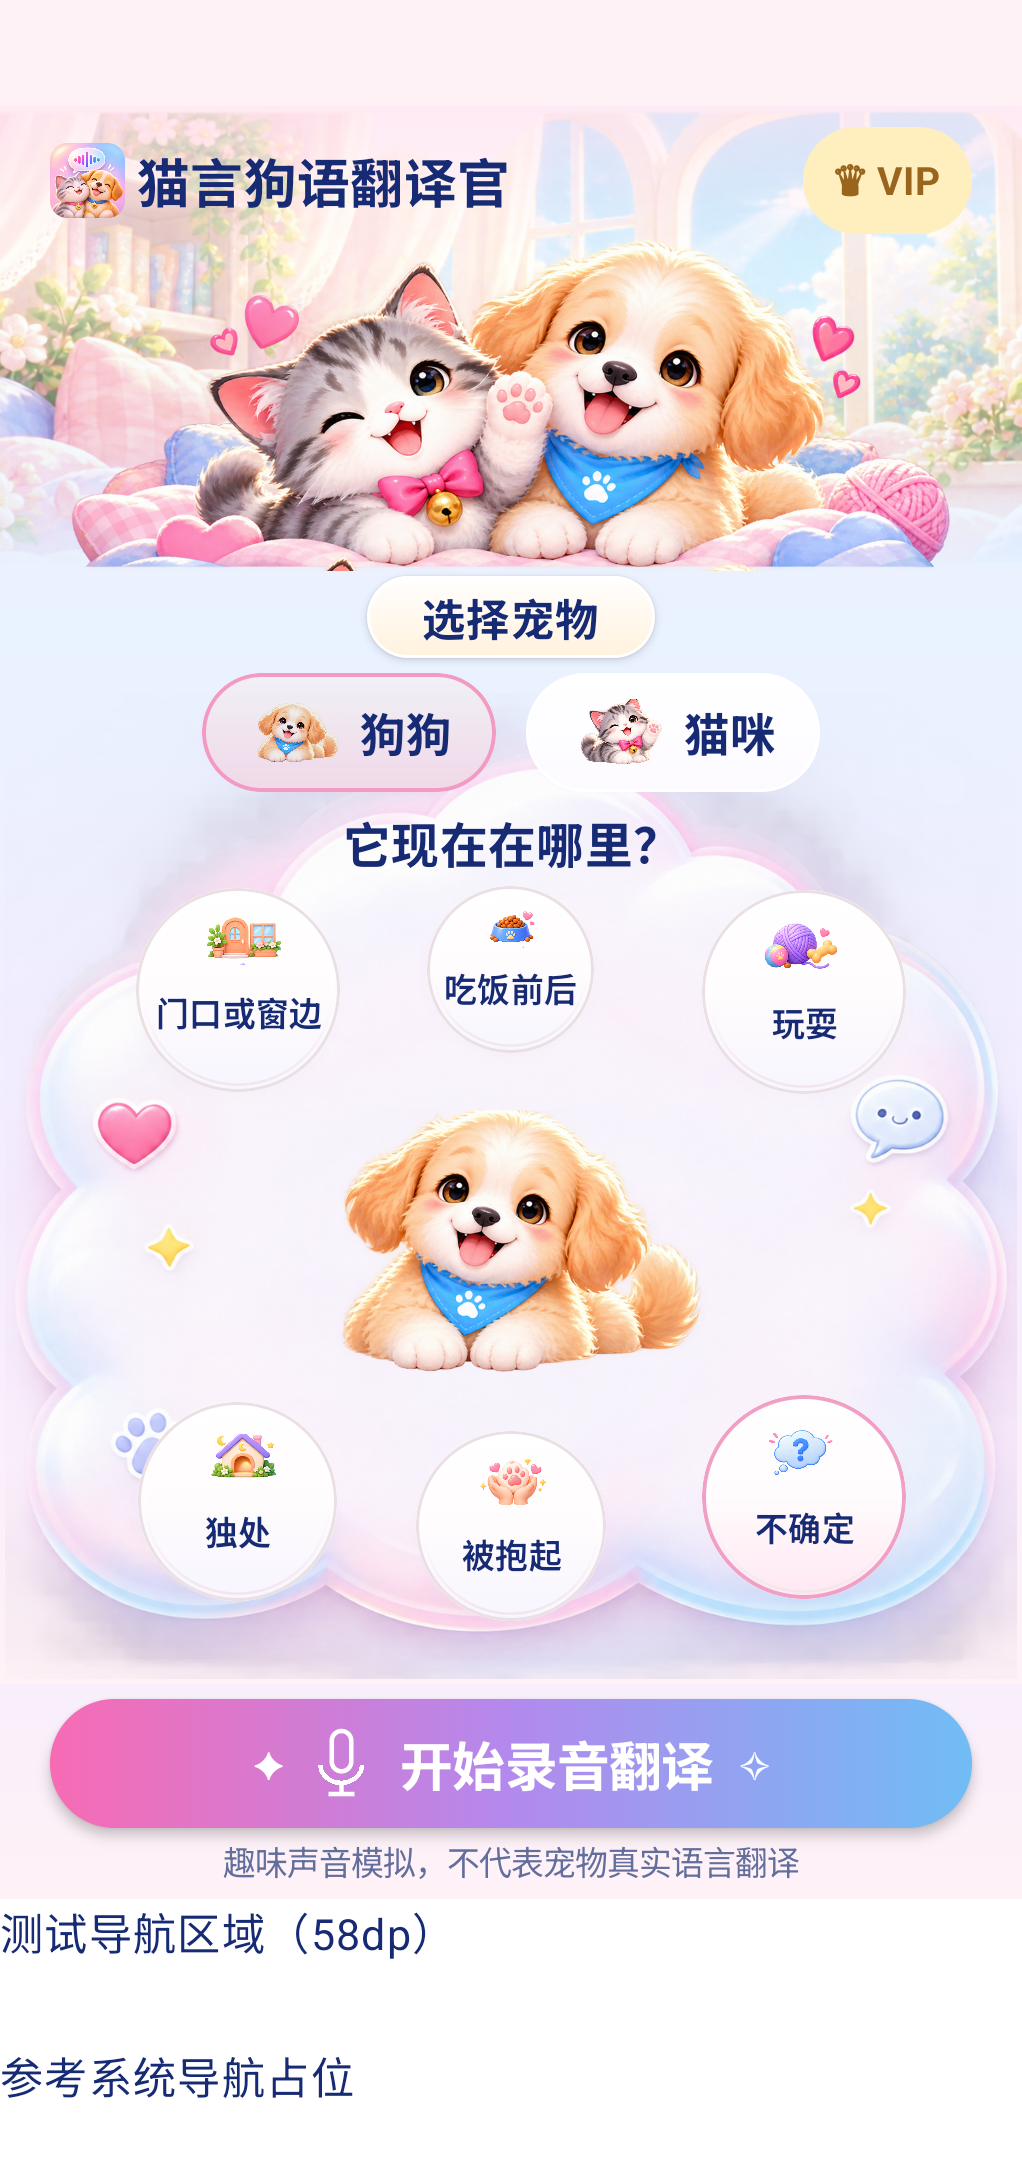 猫言狗语翻译官
VIP
选择宠物
狗狗
猫咪
它现在在哪里？
门口或窗边
吃饭前后
玩耍
独处
被抱起
不确定
开始录音翻译
趣味声音模拟，不代表宠物真实语言翻译
测试导航区域（58dp）
参考系统导航占位